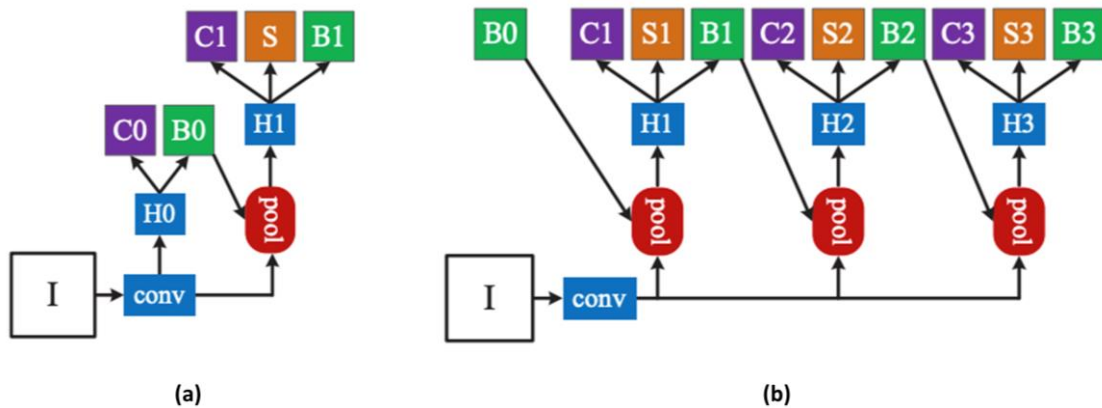 C1 S B1
H1
C0 B0
H0
pool
I conv
(a)
B0 C1 S1 B1 C2 S2 B2 C3 S3 B3
H1 H2 H3
pool pool pool
I conv
(b)